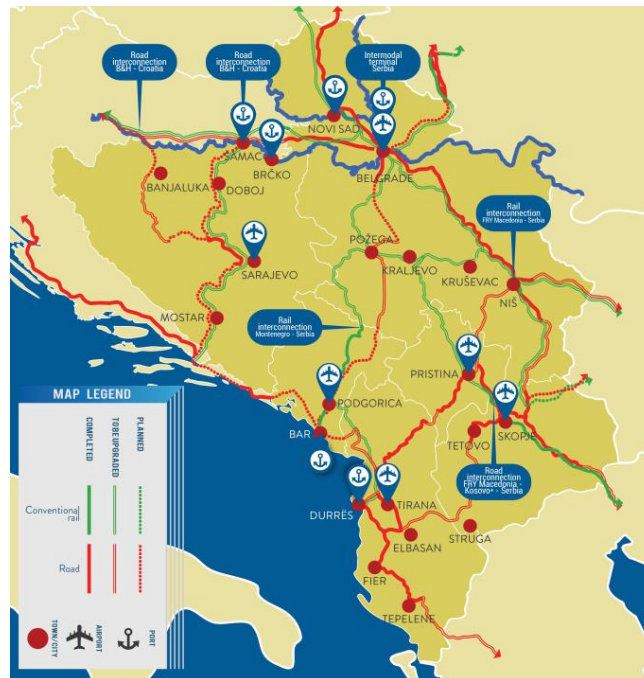 Road
interconnection
B&H - Croatia
Road
interconnection
B&H - Croatia
Intermodal
terminal
Serbia
NOVI SAD
ŠAMAC
BRČKO
BELGRADE
BANJALUKA
DOBOJ
Rail
interconnection
FRY Macedonia - Serbia
POŽEGA
SARAJEVO
KRALJEVO
KRUŠEVAC
NIŠ
MOSTAR
Rail
interconnection
Montenegro - Serbia
PRISTINA
PODGORICA
MAP LEGEND
BAR
SKOPJE
TETOVO
COMPLETED
TO BE UPGRADED
PLANNED
Road
interconnection
FRY Macedonia -
Kosovo* - Serbia
Conventional
rail
DURRËS
TIRANA
STRUGA
ELBASAN
Road
FIER
TEPELENE
TOWN/CITY
AIRPORT
PORT